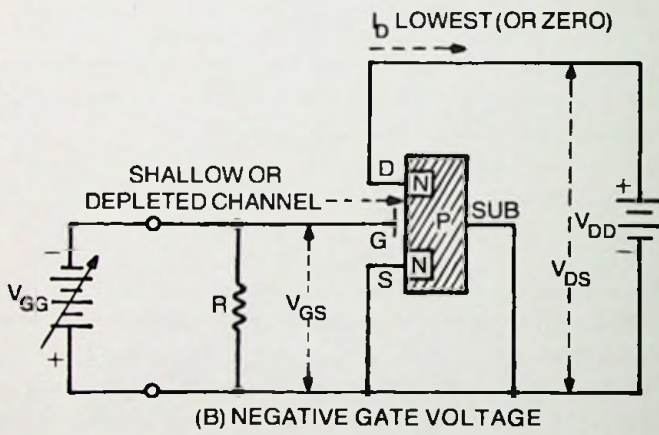 I_D LOWEST (OR ZERO)
SHALLOW OR
DEPLETED CHANNEL
D
N
P
SUB
G
S
N
+
V_DD
−
V_DS
−
V_GG
+
R
V_GS
(B) NEGATIVE GATE VOLTAGE